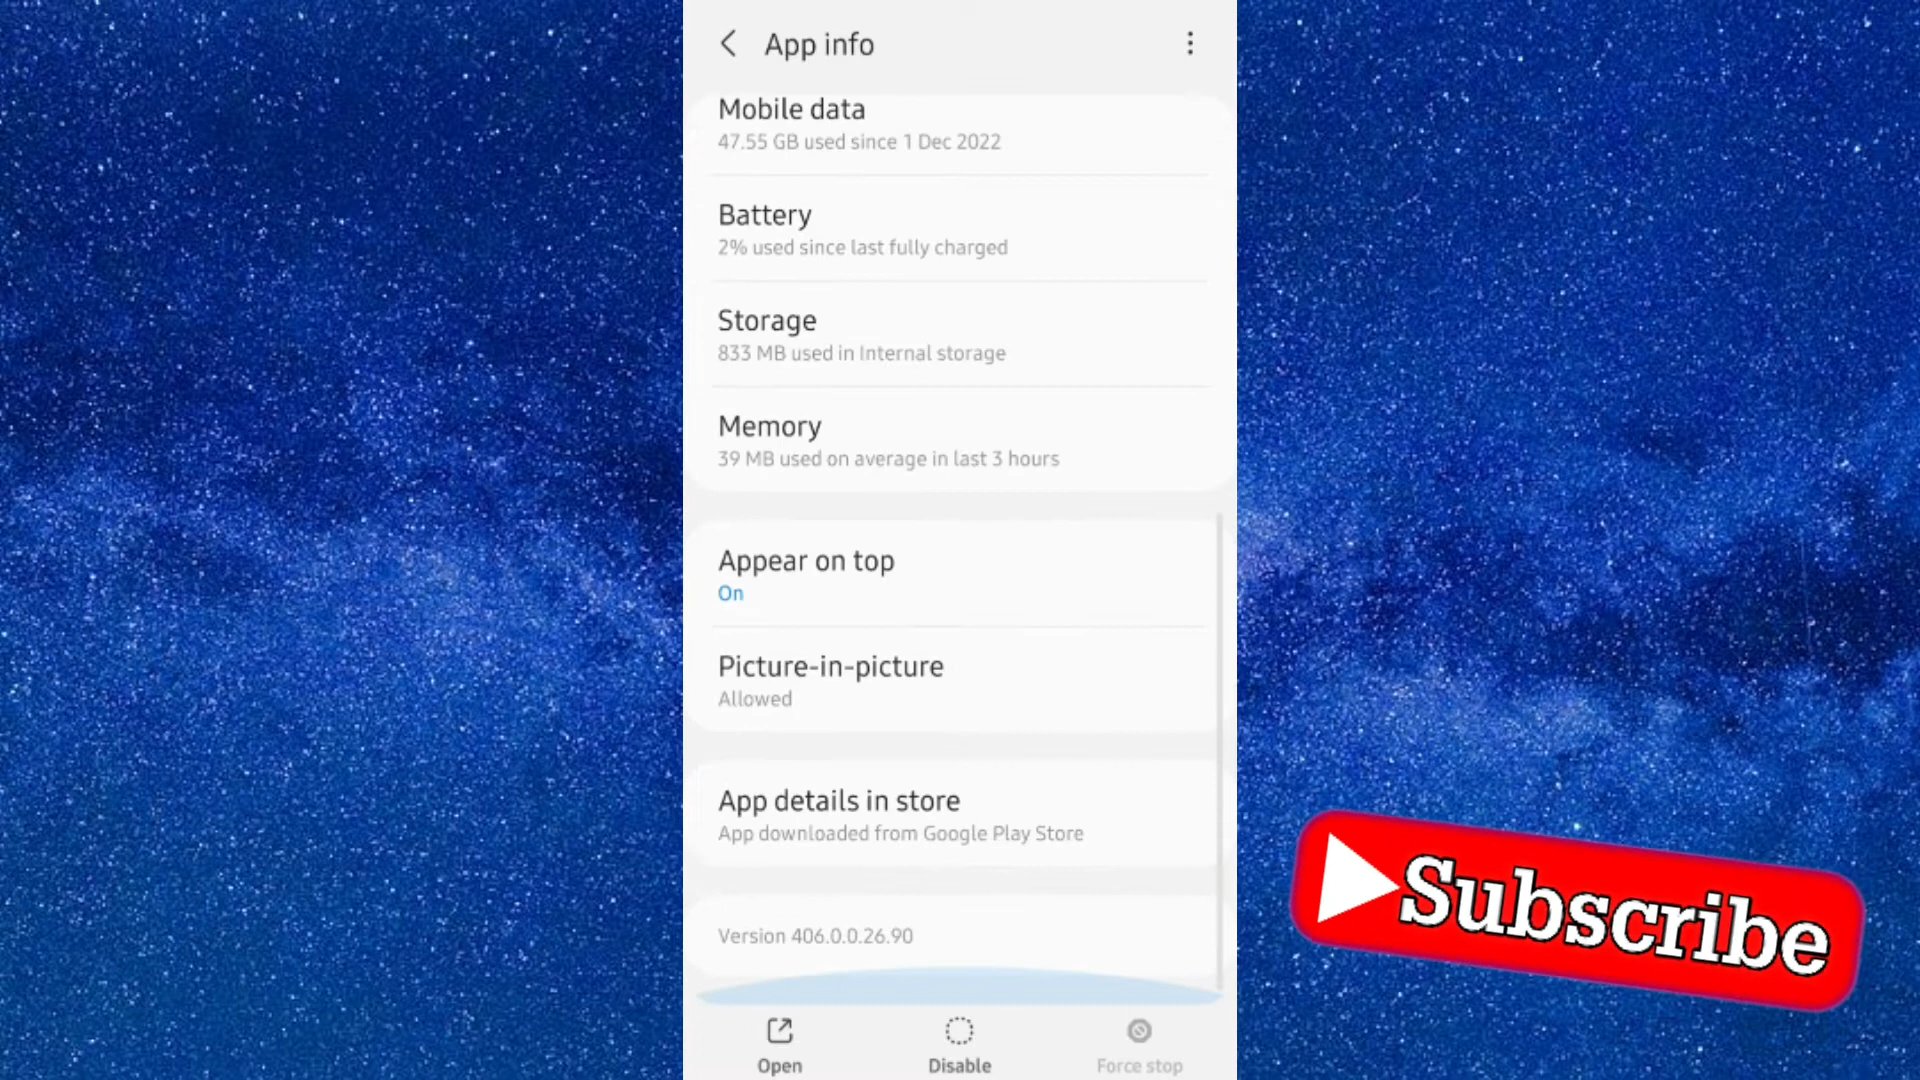 App info
Mobile data
47.55 GB used since 1 Dec 2022
Battery
2% used since last fully charged
Storage
833 MB used in Internal storage
Memory
39 MB used on average in last 3 hours
Appear on top
On
Picture-in-picture
Allowed
App details in store
App downloaded from Google Play Store
Version 406.0.0.26.90
Open
Disable
Force stop
Subscribe